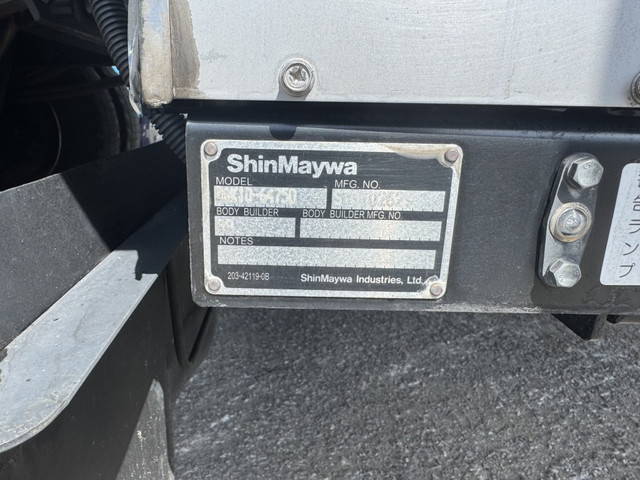 ShinMaywa
MODEL MFG. NO.
BODY BUILDER BODY BUILDER MFG. NO.
NOTES
203-42119-0B ShinMaywa Industries, Ltd.